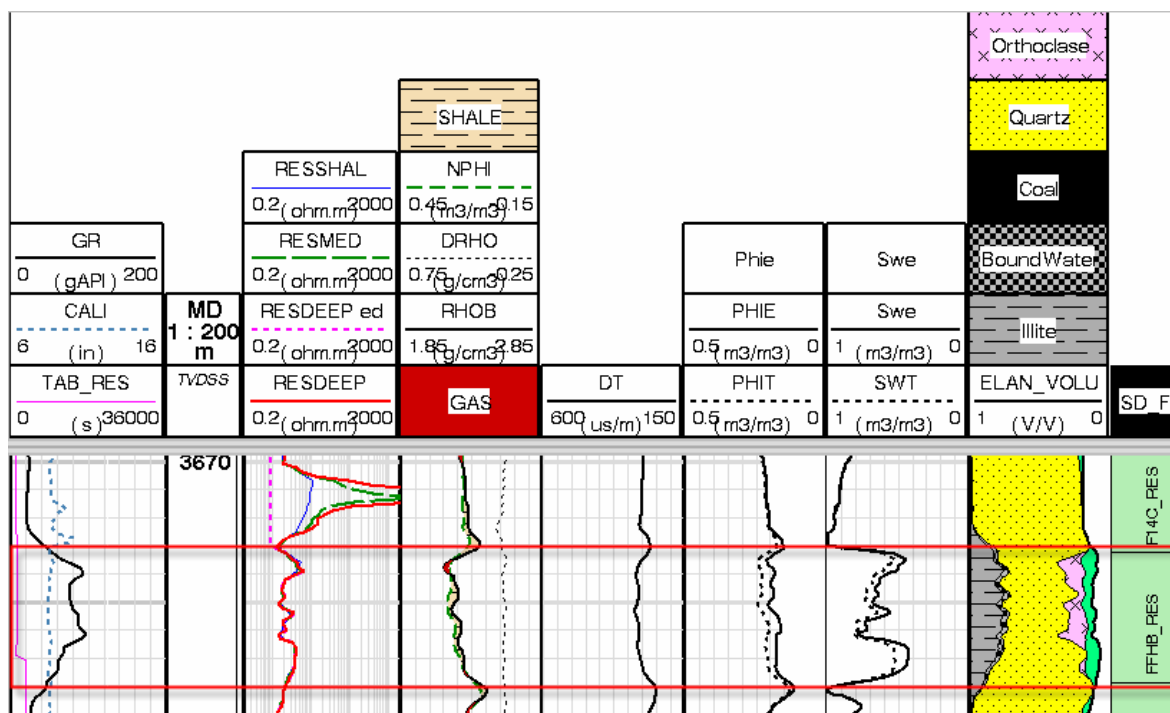 Orthoclase
SHALE
Quartz
RESSHAL
0.2 (ohm.m) 2000
NPHI
0.45 (m3/m3) -0.15
Coal
GR
0 (gAPI) 200
RESMED
0.2 (ohm.m) 2000
DRHO
0.75 (g/cm3) -0.25
Phie
Swe
BoundWater
CALI
6 (in) 16
MD
1 : 200
m
RESDEEP ed
0.2 (ohm.m) 2000
RHOB
1.85 (g/cm3) 2.85
PHIE
0.5 (m3/m3) 0
Swe
1 (m3/m3) 0
Illite
TAB_RES
0 (s) 36000
TVDSS
RESDEEP
0.2 (ohm.m) 2000
GAS
DT
600 (us/m) 150
PHIT
0.5 (m3/m3) 0
SWT
1 (m3/m3) 0
ELAN_VOLU
1 (V/V) 0
SD_F
3670
F14C_RES
FFHB_RES